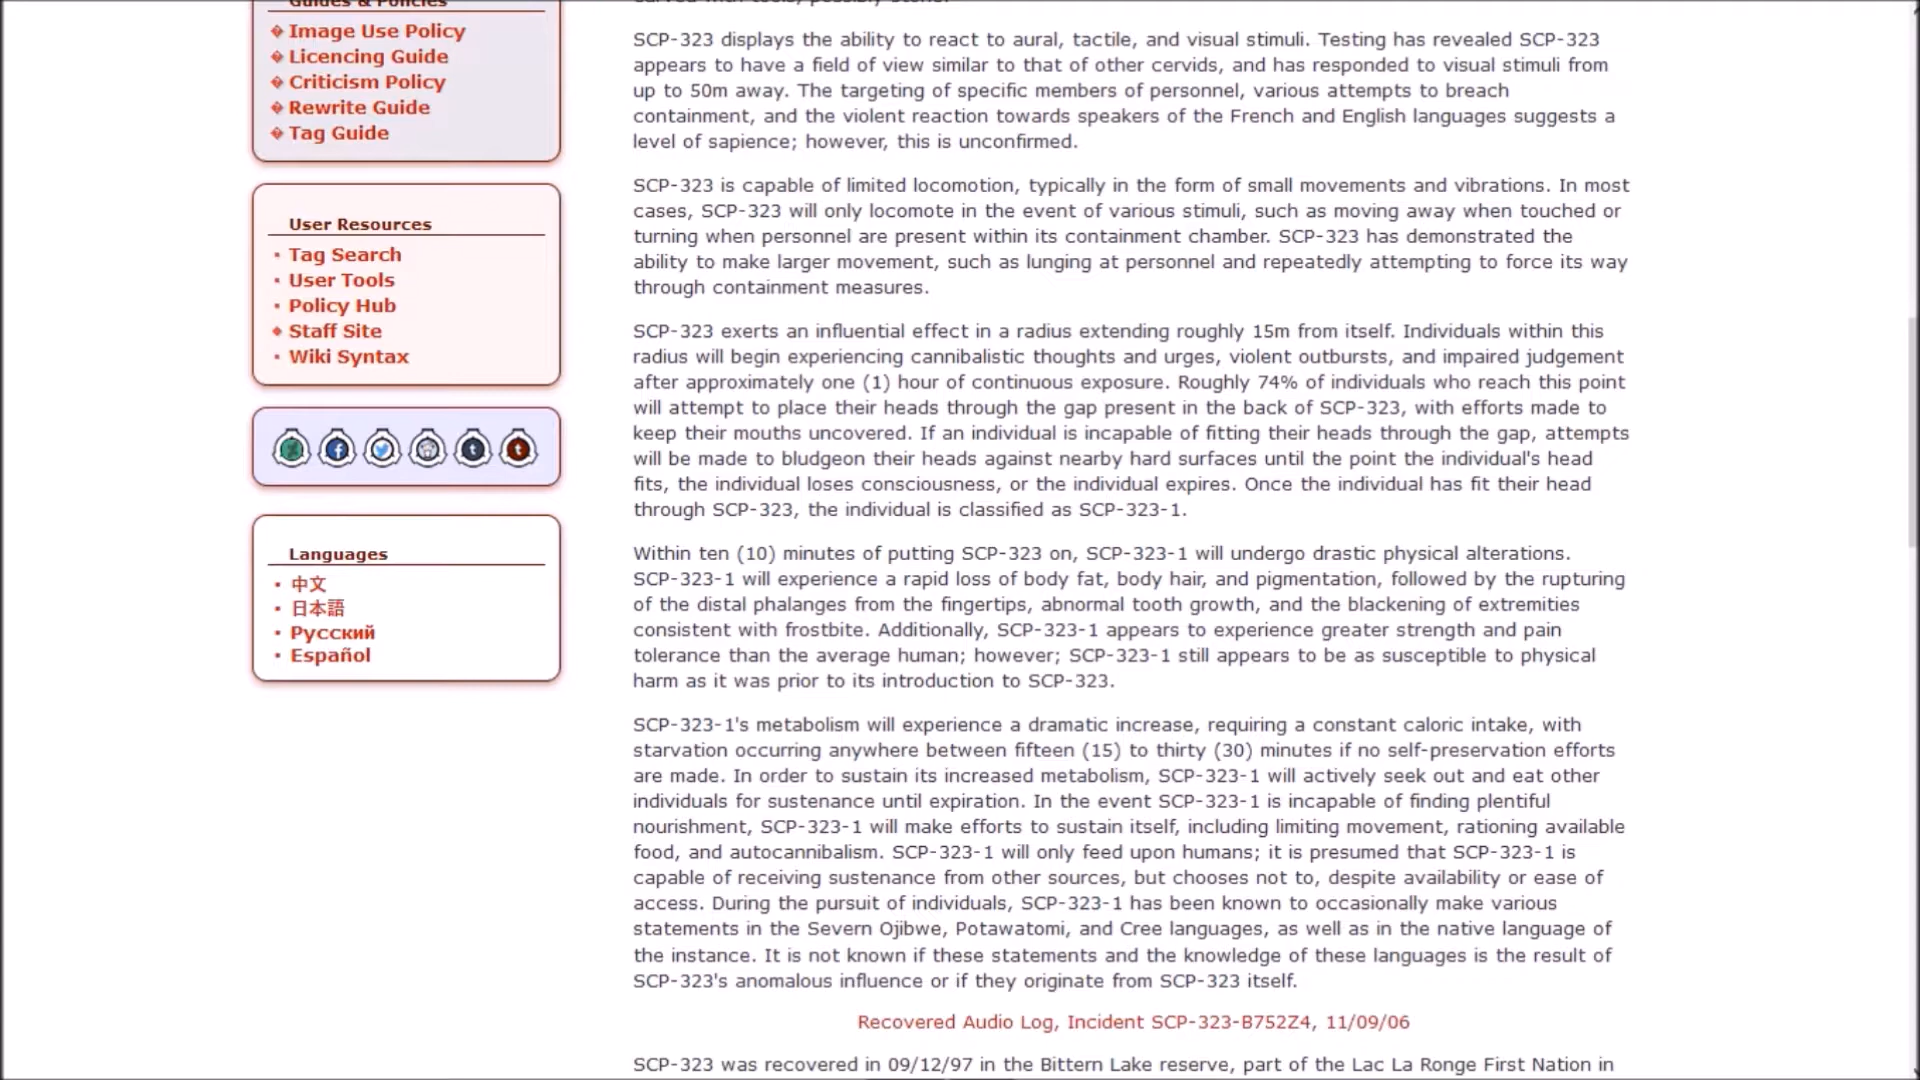 Guides & Policies
Image Use Policy
Licencing Guide
Criticism Policy
Rewrite Guide
Tag Guide
User Resources
Tag Search
User Tools
Policy Hub
Staff Site
Wiki Syntax
Languages
中文
日本語
Русский
Español
SCP-323 displays the ability to react to aural, tactile, and visual stimuli. Testing has revealed SCP-323
appears to have a field of view similar to that of other cervids, and has responded to visual stimuli from
up to 50m away. The targeting of specific members of personnel, various attempts to breach
containment, and the violent reaction towards speakers of the French and English languages suggests a
level of sapience; however, this is unconfirmed.
SCP-323 is capable of limited locomotion, typically in the form of small movements and vibrations. In most
cases, SCP-323 will only locomote in the event of various stimuli, such as moving away when touched or
turning when personnel are present within its containment chamber. SCP-323 has demonstrated the
ability to make larger movement, such as lunging at personnel and repeatedly attempting to force its way
through containment measures.
SCP-323 exerts an influential effect in a radius extending roughly 15m from itself. Individuals within this
radius will begin experiencing cannibalistic thoughts and urges, violent outbursts, and impaired judgement
after approximately one (1) hour of continuous exposure. Roughly 74% of individuals who reach this point
will attempt to place their heads through the gap present in the back of SCP-323, with efforts made to
keep their mouths uncovered. If an individual is incapable of fitting their heads through the gap, attempts
will be made to bludgeon their heads against nearby hard surfaces until the point the individual's head
fits, the individual loses consciousness, or the individual expires. Once the individual has fit their head
through SCP-323, the individual is classified as SCP-323-1.
Within ten (10) minutes of putting SCP-323 on, SCP-323-1 will undergo drastic physical alterations.
SCP-323-1 will experience a rapid loss of body fat, body hair, and pigmentation, followed by the rupturing
of the distal phalanges from the fingertips, abnormal tooth growth, and the blackening of extremities
consistent with frostbite. Additionally, SCP-323-1 appears to experience greater strength and pain
tolerance than the average human; however; SCP-323-1 still appears to be as susceptible to physical
harm as it was prior to its introduction to SCP-323.
SCP-323-1's metabolism will experience a dramatic increase, requiring a constant caloric intake, with
starvation occurring anywhere between fifteen (15) to thirty (30) minutes if no self-preservation efforts
are made. In order to sustain its increased metabolism, SCP-323-1 will actively seek out and eat other
individuals for sustenance until expiration. In the event SCP-323-1 is incapable of finding plentiful
nourishment, SCP-323-1 will make efforts to sustain itself, including limiting movement, rationing available
food, and autocannibalism. SCP-323-1 will only feed upon humans; it is presumed that SCP-323-1 is
capable of receiving sustenance from other sources, but chooses not to, despite availability or ease of
access. During the pursuit of individuals, SCP-323-1 has been known to occasionally make various
statements in the Severn Ojibwe, Potawatomi, and Cree languages, as well as in the native language of
the instance. It is not known if these statements and the knowledge of these languages is the result of
SCP-323's anomalous influence or if they originate from SCP-323 itself.
Recovered Audio Log, Incident SCP-323-B752Z4, 11/09/06
SCP-323 was recovered in 09/12/97 in the Bittern Lake reserve, part of the Lac La Ronge First Nation in